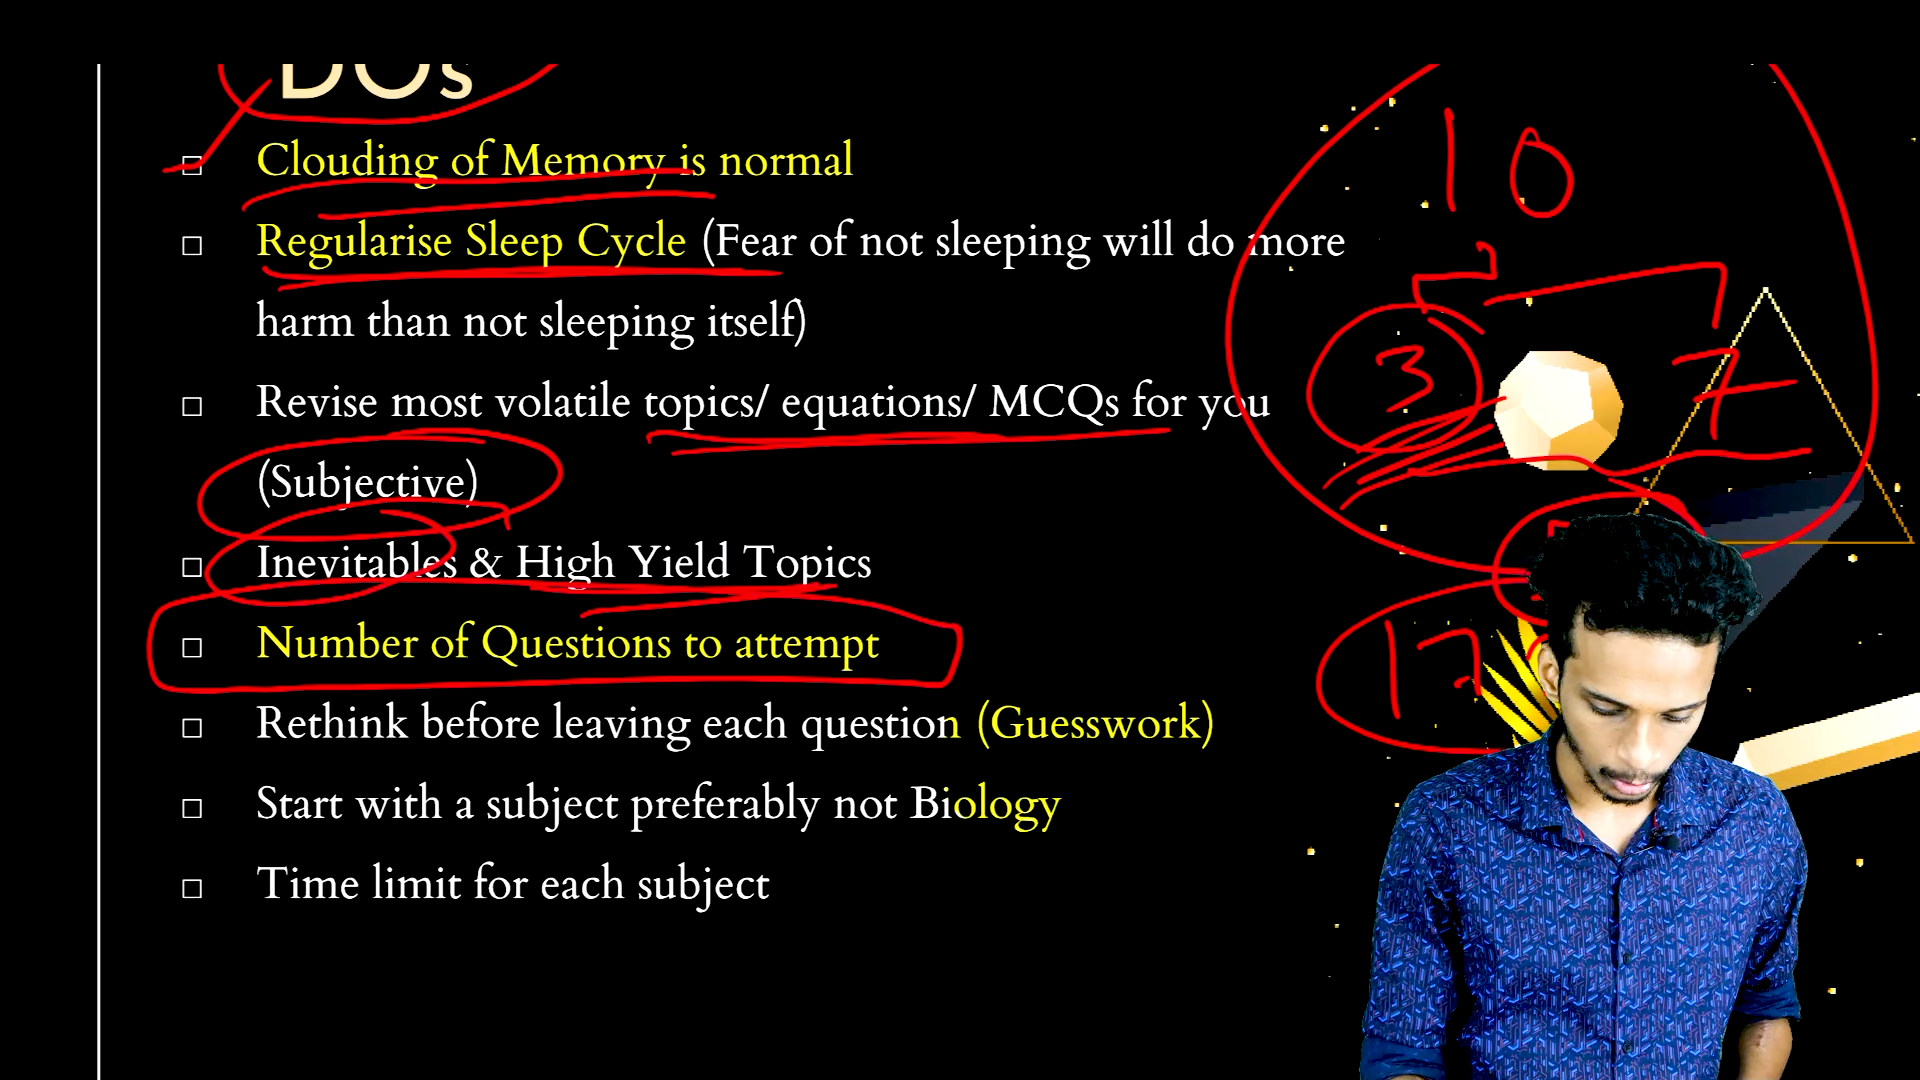 DOs
□ Clouding of Memory is normal
□ Regularise Sleep Cycle (Fear of not sleeping will do more
harm than not sleeping itself)
□ Revise most volatile topics/ equations/ MCQs for you
(Subjective)
□ Inevitables & High Yield Topics
□ Number of Questions to attempt
□ Rethink before leaving each question (Guesswork)
□ Start with a subject preferably not Biology
□ Time limit for each subject
10
3 7